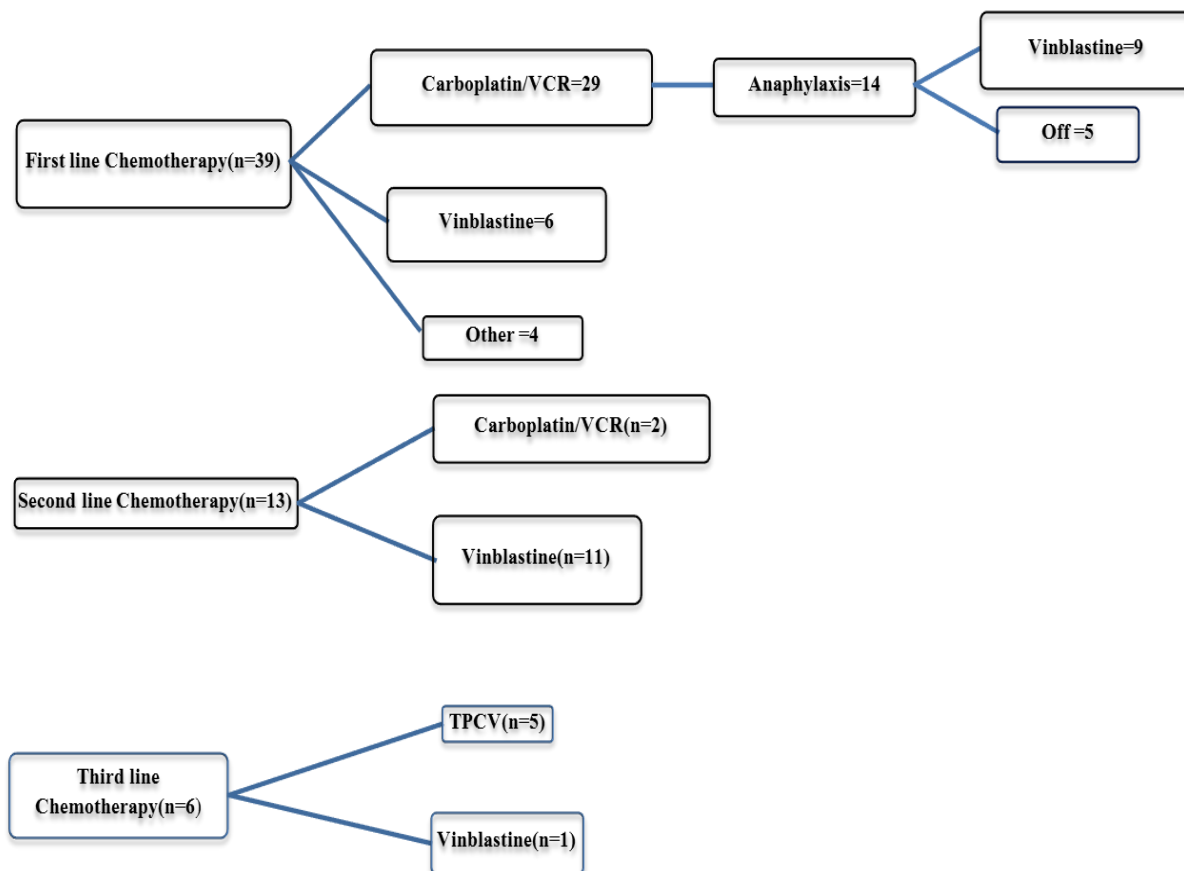 First line Chemotherapy(n=39)
Carboplatin/VCR=29
Anaphylaxis=14
Vinblastine=9
Off =5
Vinblastine=6
Other =4
Second line Chemotherapy(n=13)
Carboplatin/VCR(n=2)
Vinblastine(n=11)
Third line
Chemotherapy(n=6)
TPCV(n=5)
Vinblastine(n=1)